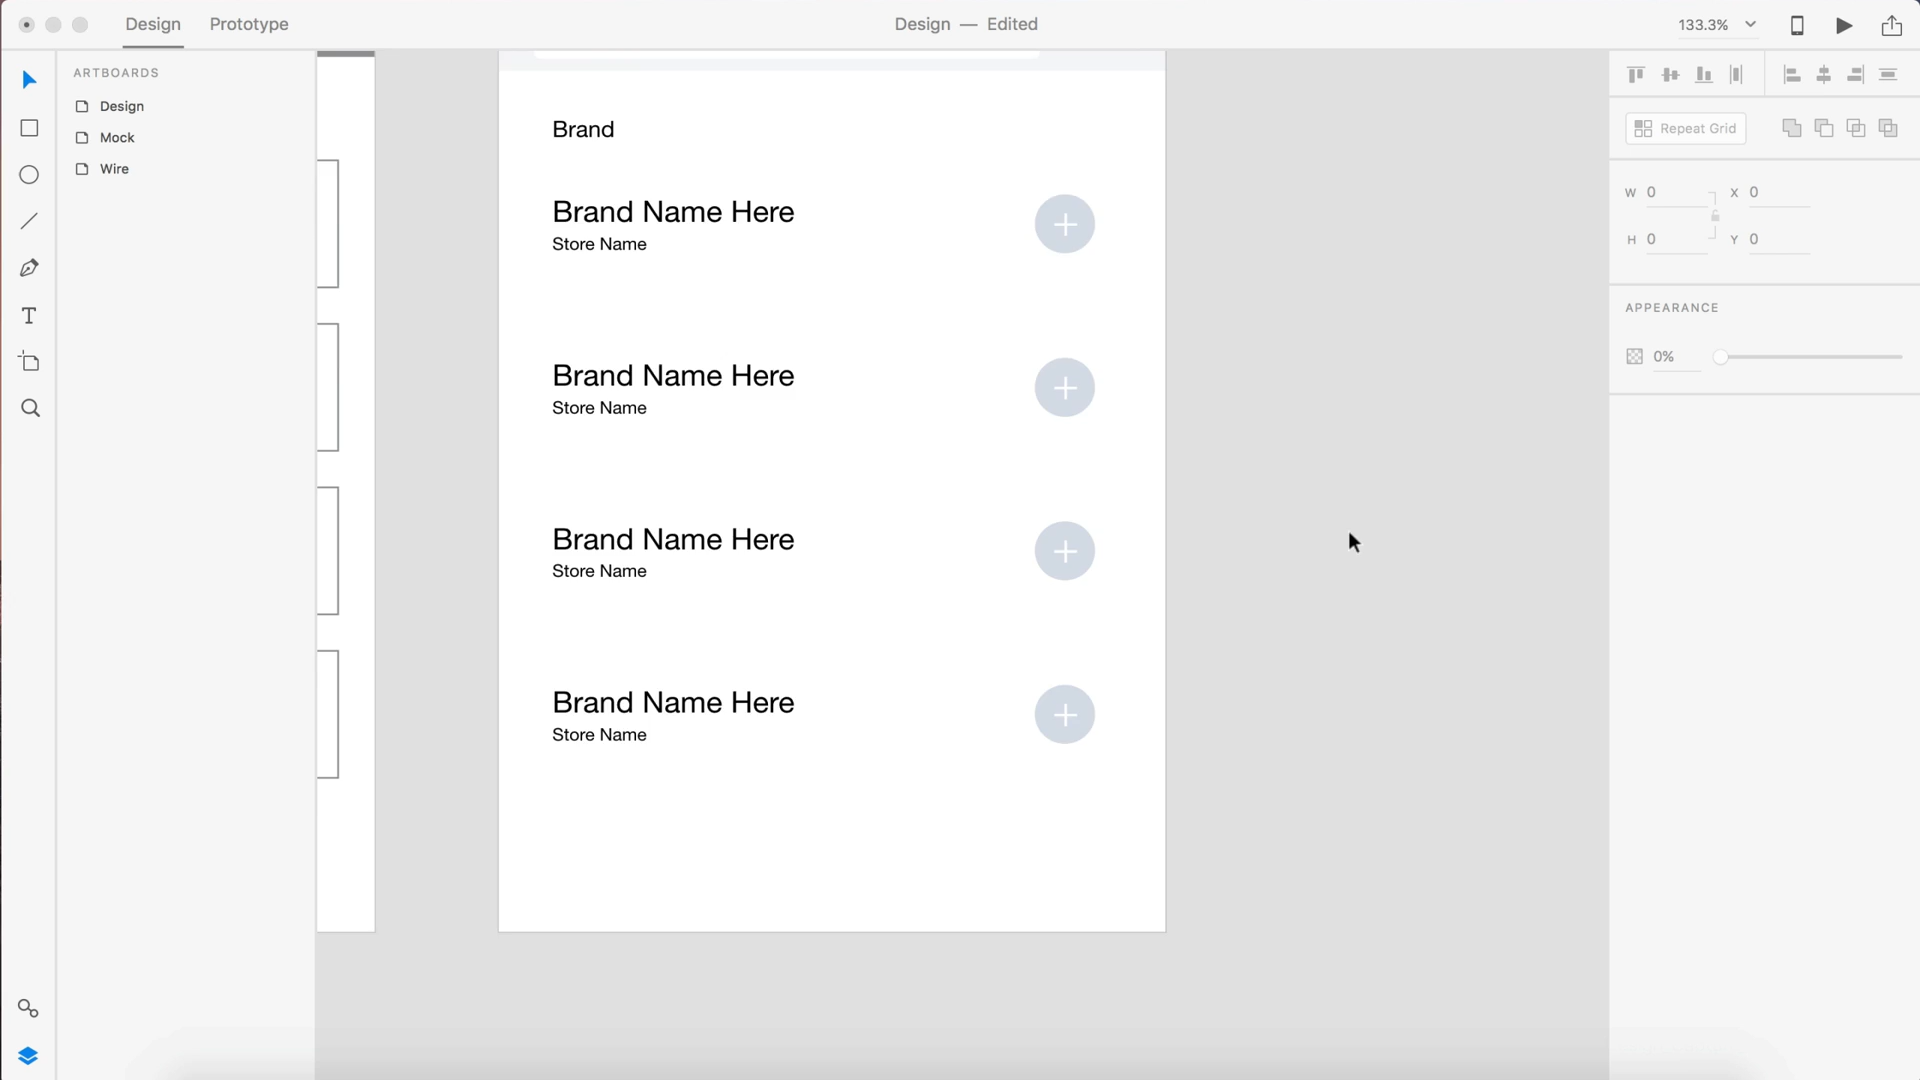 Design
Prototype
Design — Edited
133.3%
ARTBOARDS
Design
Mock
Wire
Brand
Brand Name Here
Store Name
Brand Name Here
Store Name
Brand Name Here
Store Name
Brand Name Here
Store Name
Repeat Grid
W 0 X 0
H 0 Y 0
APPEARANCE
0%